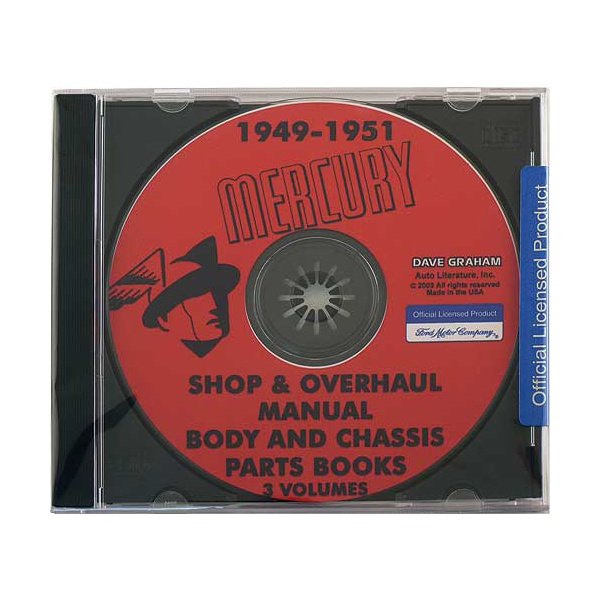 1949-1951
MERCURY
DAVE GRAHAM
Auto Literature, Inc.
© 2009 All rights reserved
Made in the USA
Official Licensed Product
Ford Motor Company
SHOP & OVERHAUL
MANUAL
BODY AND CHASSIS
PARTS BOOKS
3 VOLUMES
Official Licensed Product